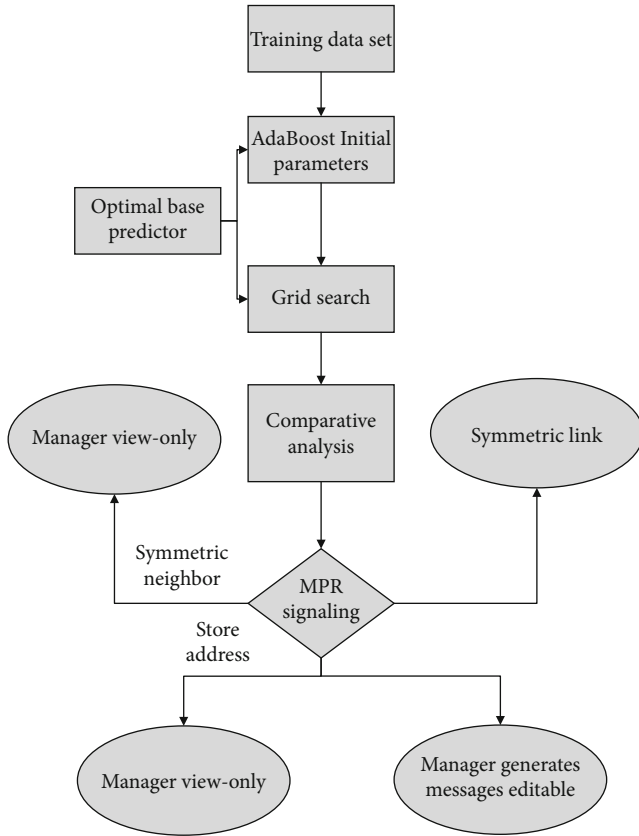 Training data set
AdaBoost Initial
parameters
Optimal base
predictor
Grid search
Manager view-only
Comparative
analysis
Symmetric link
Symmetric
neighbor
MPR
signaling
Store
address
Manager view-only
Manager generates
messages editable